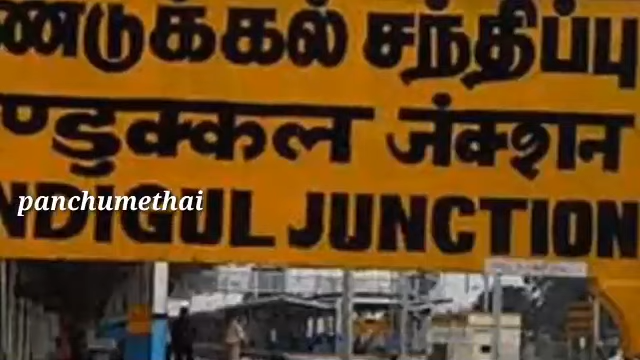 ண்டுக்கல் சந்திப்பு
ण्डुक्कल जंक्शन
panchumethai
NDIGUL JUNCTION